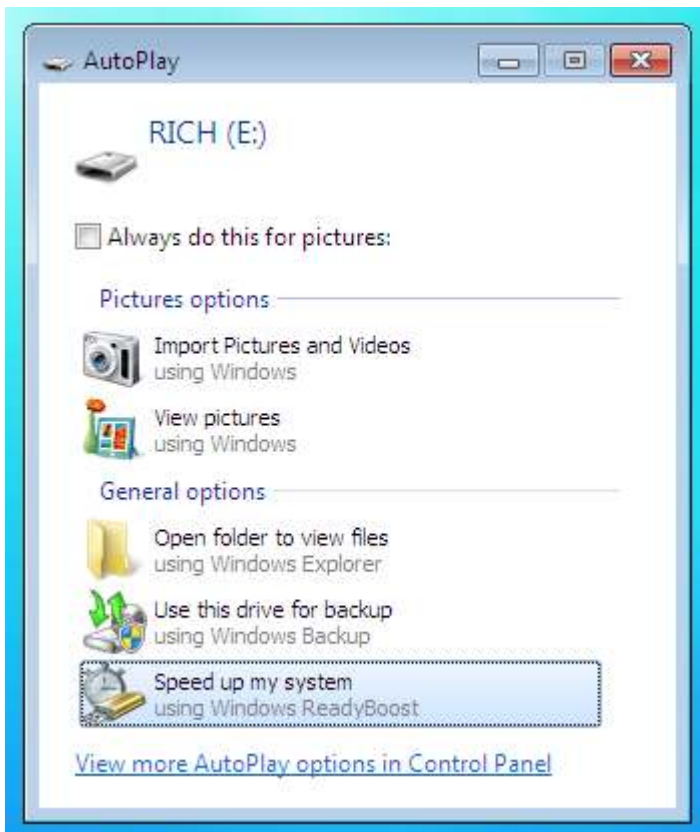 AutoPlay
RICH (E:)
Always do this for pictures:
Pictures options
Import Pictures and Videos
using Windows
View pictures
using Windows
General options
Open folder to view files
using Windows Explorer
Use this drive for backup
using Windows Backup
Speed up my system
using Windows ReadyBoost
View more AutoPlay options in Control Panel